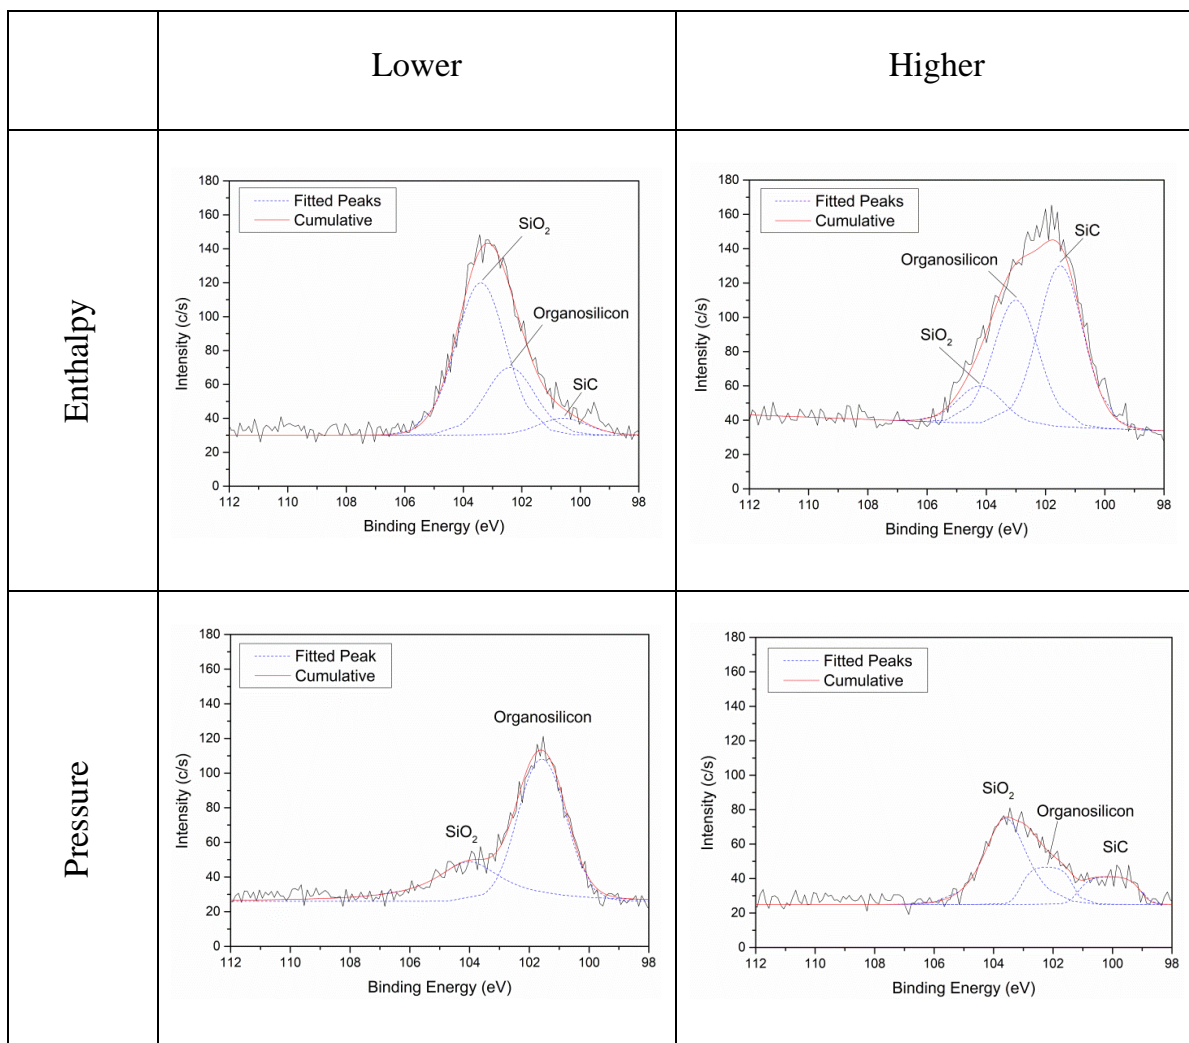 Lower
Higher
Enthalpy
180
160
140
120
100
80
60
40
20
0
Intensity (c/s)
Fitted Peaks
Cumulative
SiO2
Organosilicon
SiC
112 110 108 106 104 102 100 98
Binding Energy (eV)
180
160
140
120
100
80
60
40
20
0
Intensity (c/s)
Fitted Peaks
Cumulative
SiC
Organosilicon
SiO2
112 110 108 106 104 102 100 98
Binding Energy (eV)
Pressure
180
160
140
120
100
80
60
40
20
0
Intensity (c/s)
Fitted Peak
Cumulative
Organosilicon
SiO2
112 110 108 106 104 102 100 98
Binding Energy (eV)
180
160
140
120
100
80
60
40
20
0
Intensity (c/s)
Fitted Peaks
Cumulative
SiO2
Organosilicon
SiC
112 110 108 106 104 102 100 98
Binding Energy (eV)